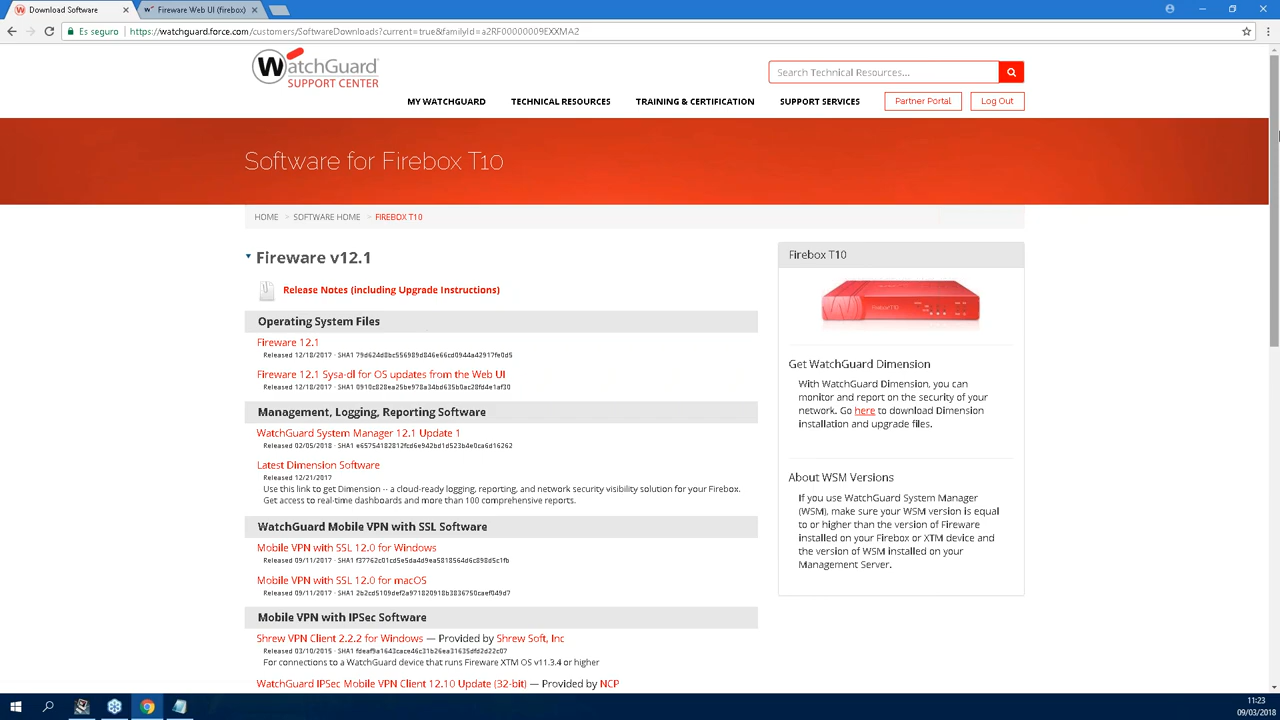 Download Software
Fireware Web UI (firebox)
Es seguro
https://watchguard.force.com/customers/SoftwareDownloads?current=true&familyId=a2RF00000009EXXMA2
WatchGuard
SUPPORT CENTER
Search Technical Resources...
MY WATCHGUARD
TECHNICAL RESOURCES
TRAINING & CERTIFICATION
SUPPORT SERVICES
Partner Portal
Log Out
Software for Firebox T10
HOME > SOFTWARE HOME > FIREBOX T10
Fireware v12.1
Release Notes (including Upgrade Instructions)
Operating System Files
Fireware 12.1
Released 12/18/2017 · SHA1 79d624d8bc556989d846e66cd0944a42917fe0d5
Fireware 12.1 Sysa-dl for OS updates from the Web UI
Released 12/18/2017 · SHA1 0910c828ea25be978a34bd635b0ac28fd4e1af30
Management, Logging, Reporting Software
WatchGuard System Manager 12.1 Update 1
Released 02/05/2018 · SHA1 e65754182812fcd6e942bd1d523b4e0ca6d16262
Latest Dimension Software
Released 12/21/2017
Use this link to get Dimension -- a cloud-ready logging, reporting, and network security visibility solution for your Firebox.
Get access to real-time dashboards and more than 100 comprehensive reports.
WatchGuard Mobile VPN with SSL Software
Mobile VPN with SSL 12.0 for Windows
Released 09/11/2017 · SHA1 f37762c01cd5e5da4d9ea5818564d6c898d5c1fb
Mobile VPN with SSL 12.0 for macOS
Released 09/11/2017 · SHA1 2b2cd5109def2a971820918b3836750caef049d7
Mobile VPN with IPSec Software
Shrew VPN Client 2.2.2 for Windows — Provided by Shrew Soft, Inc
Released 03/10/2015 · SHA1 fdeaf9a1643cace46c31b26ea31635dfd2d22c07
For connections to a WatchGuard device that runs Fireware XTM OS v11.3.4 or higher
WatchGuard IPSec Mobile VPN Client 12.10 Update (32-bit) — Provided by NCP
Firebox T10
Get WatchGuard Dimension
With WatchGuard Dimension, you can
monitor and report on the security of your
network. Go here to download Dimension
installation and upgrade files.
About WSM Versions
If you use WatchGuard System Manager
(WSM), make sure your WSM version is equal
to or higher than the version of Fireware
installed on your Firebox or XTM device and
the version of WSM installed on your
Management Server.
11:23
09/03/2018